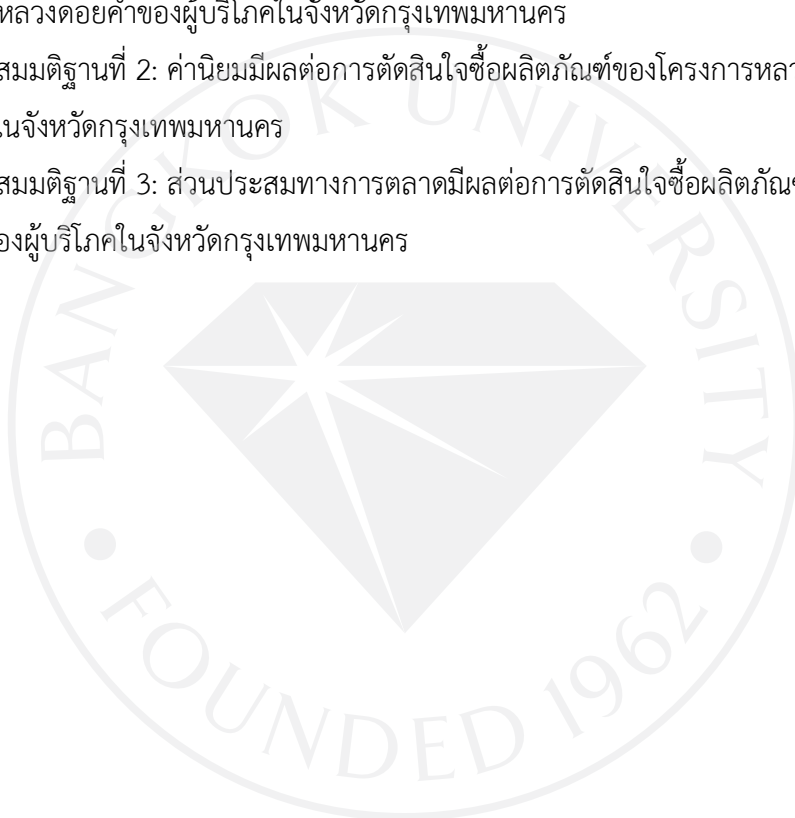 หลวงดอยคำของผู้บริโภคในจังหวัดกรุงเทพมหานคร
สมมติฐานที่ 2: ค่านิยมมีผลต่อการตัดสินใจซื้อผลิตภัณฑ์ของโครงการหลว
ในจังหวัดกรุงเทพมหานคร
สมมติฐานที่ 3: ส่วนประสมทางการตลาดมีผลต่อการตัดสินใจซื้อผลิตภัณฑ์
องผู้บริโภคในจังหวัดกรุงเทพมหานคร
BANGKOK UNIVERSITY
FOUNDED 1962